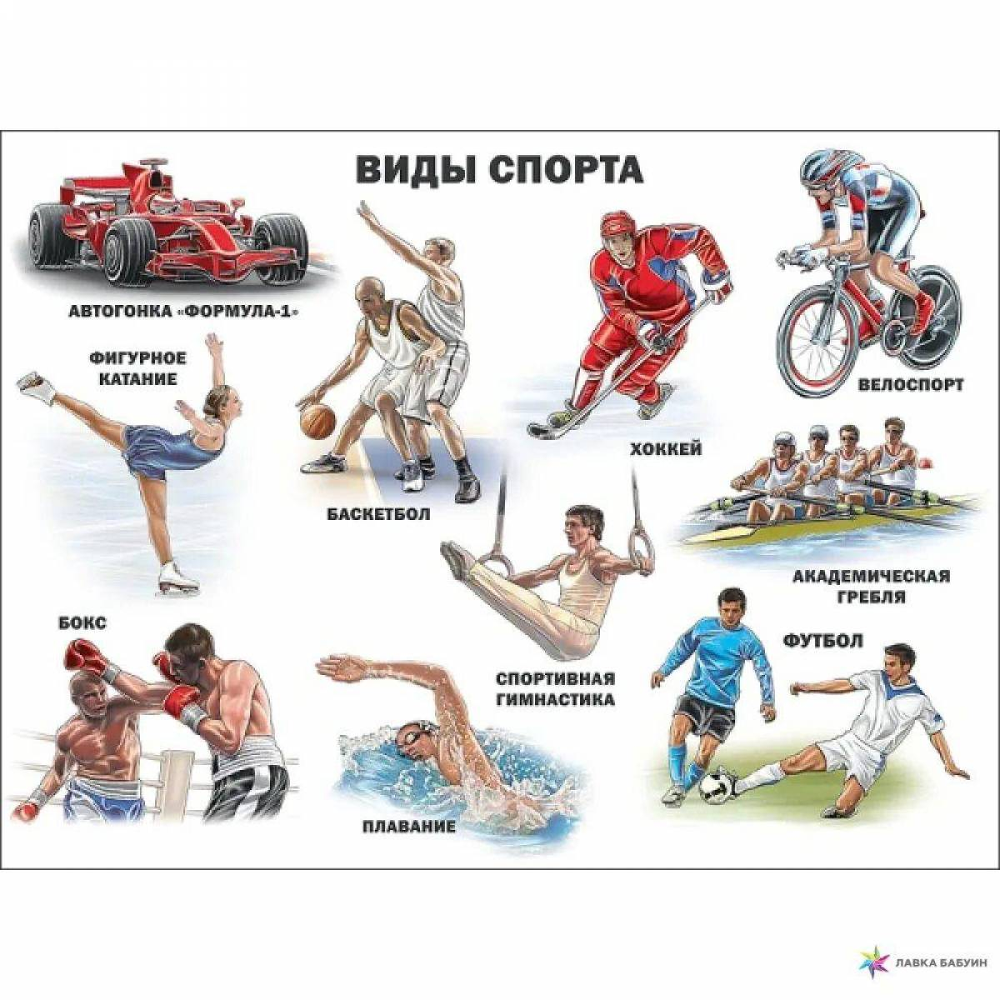 ВИДЫ СПОРТА
АВТОГОНКА «ФОРМУЛА-1»
ФИГУРНОЕ
КАТАНИЕ
БАСКЕТБОЛ
ХОККЕЙ
ВЕЛОСПОРТ
АКАДЕМИЧЕСКАЯ
ГРЕБЛЯ
БОКС
ПЛАВАНИЕ
СПОРТИВНАЯ
ГИМНАСТИКА
ФУТБОЛ
ЛАВКА БАБУИН